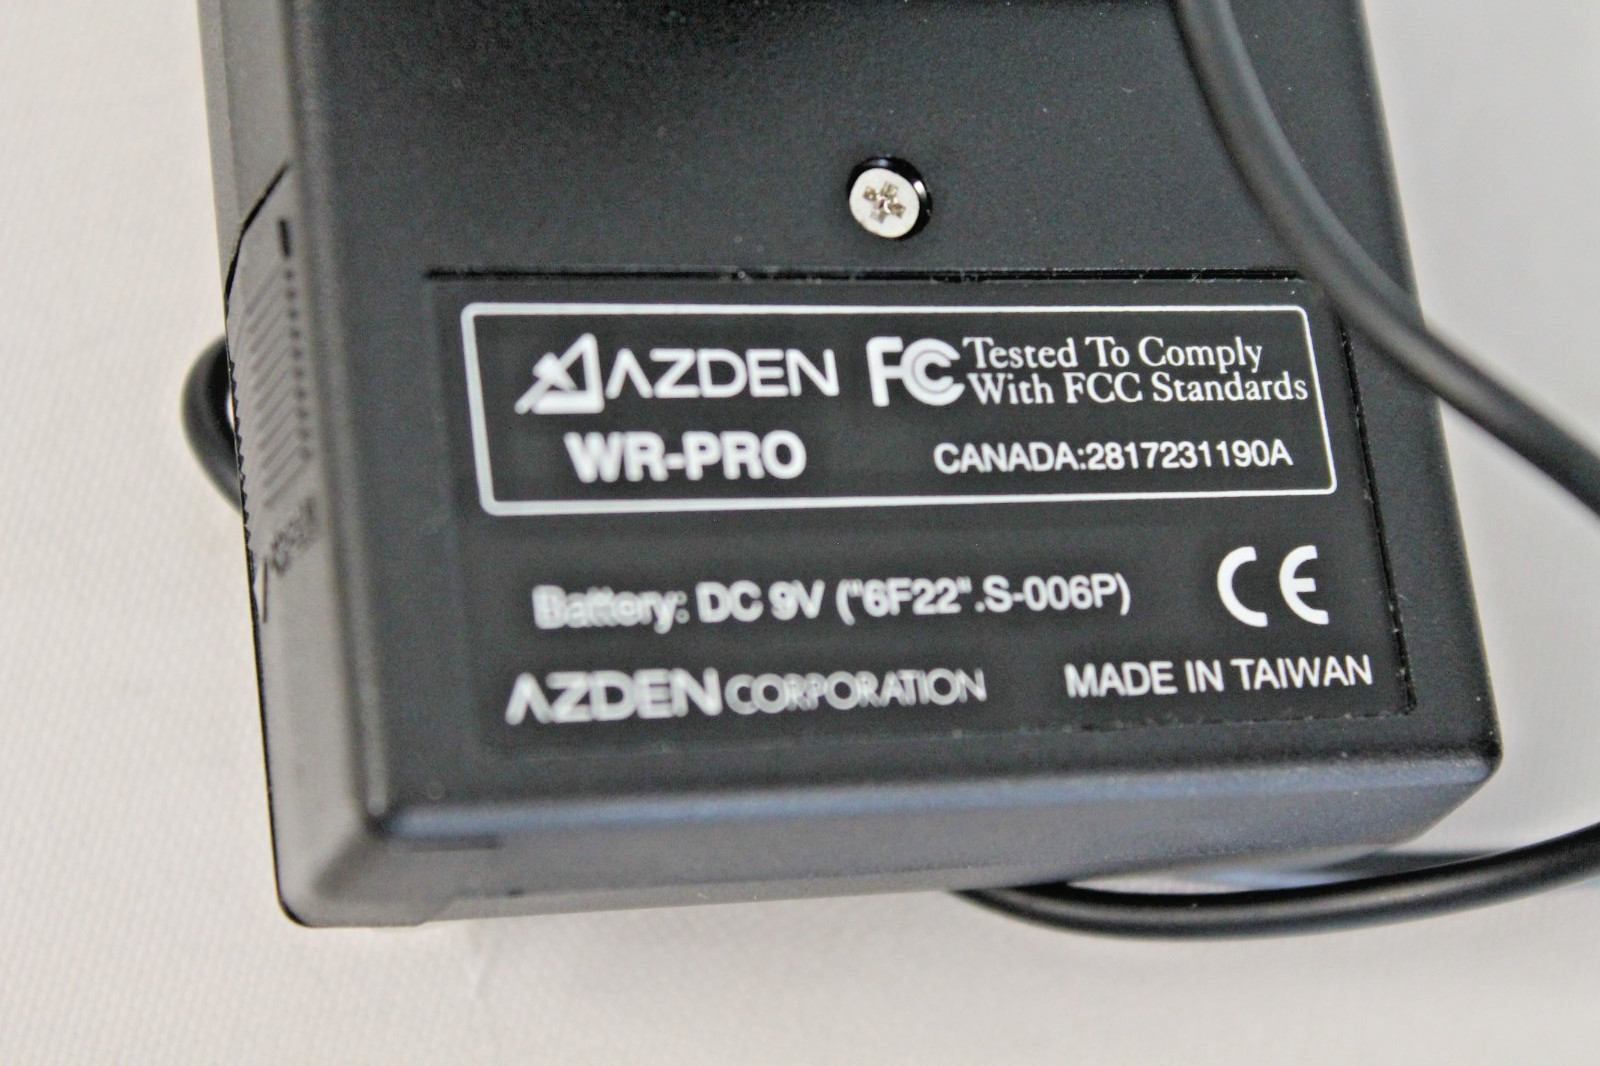 AZDEN FC Tested To Comply
With FCC Standards
WR-PRO CANADA:2817231190A
Battery: DC 9V ("6F22".S-006P) CE
AZDEN CORPORATION MADE IN TAIWAN